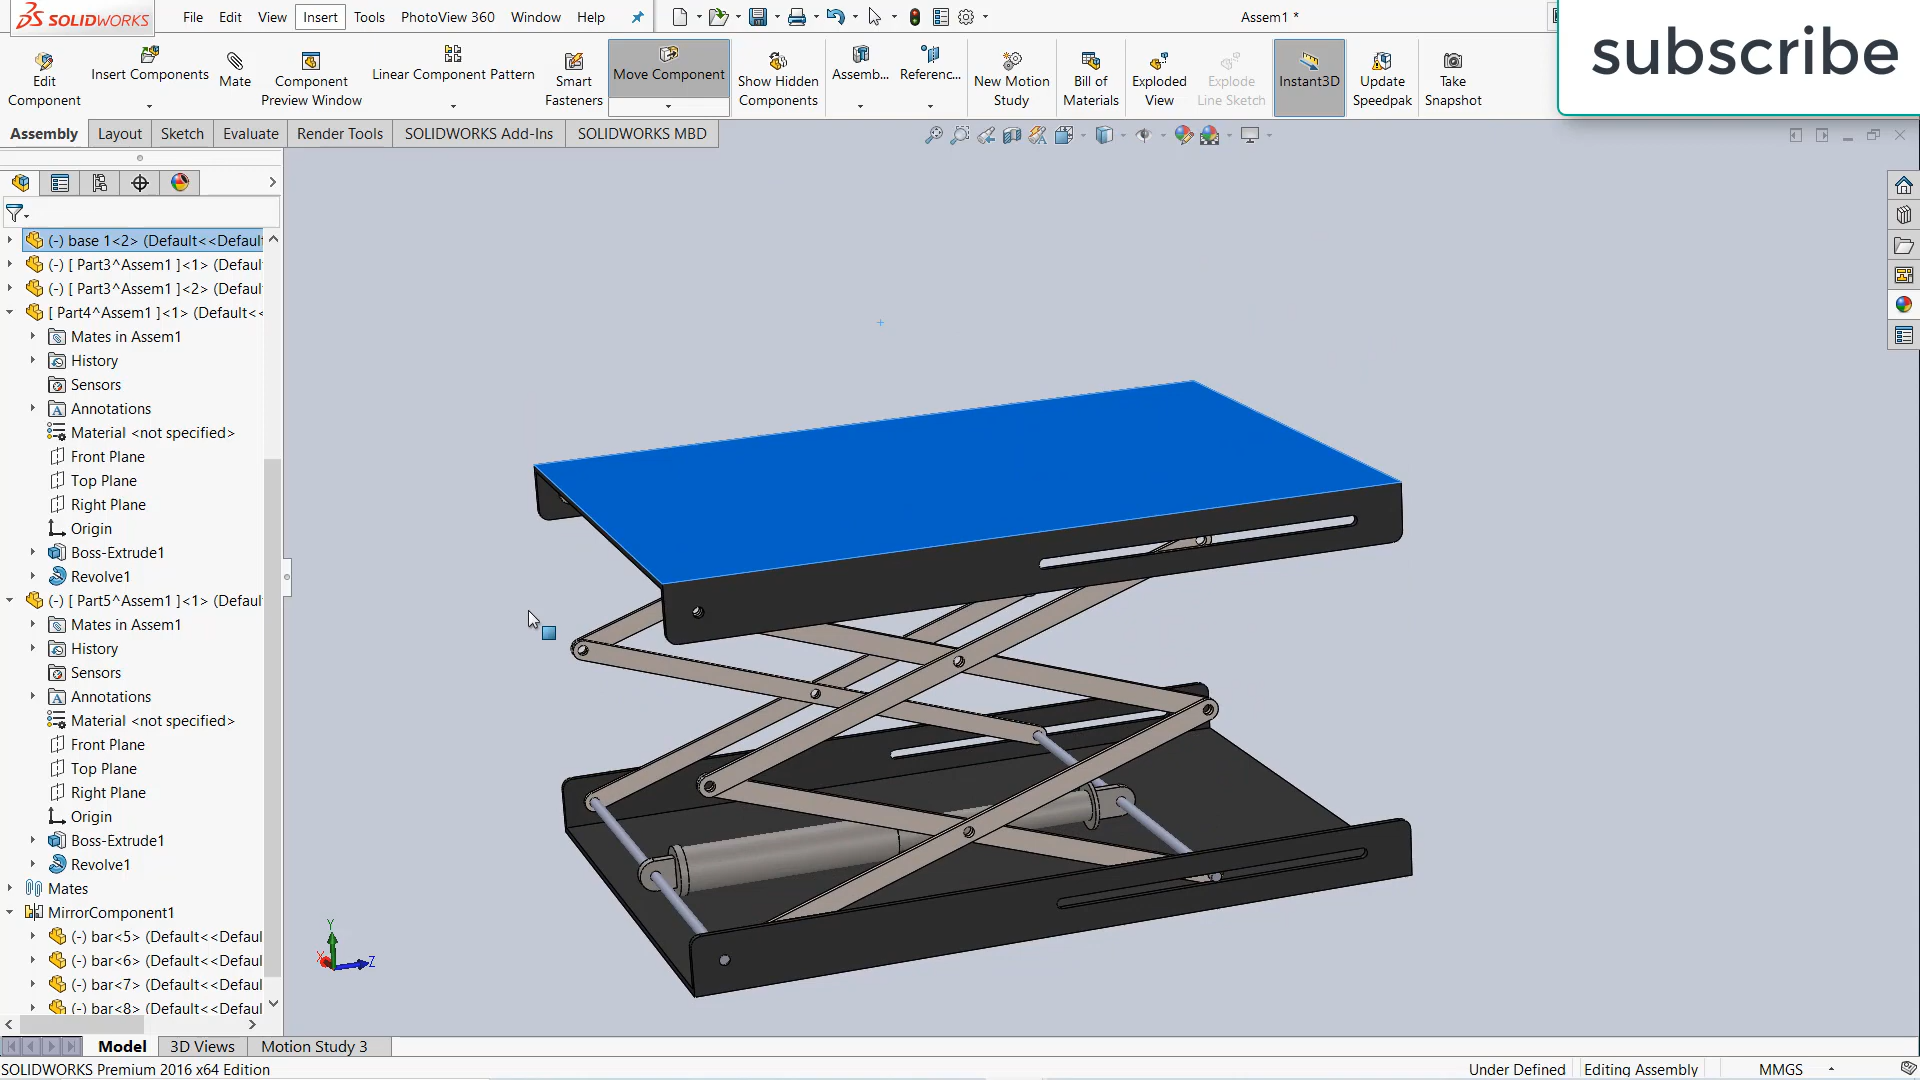 SOLIDWORKS
File Edit View Insert Tools PhotoView 360 Window Help
Assem1 *
subscribe
Edit Component
Insert Components
Mate
Component Preview Window
Linear Component Pattern
Smart Fasteners
Move Component
Show Hidden Components
Assemb...
Referenc...
New Motion Study
Bill of Materials
Exploded View
Explode Line Sketch
Instant3D
Update Speedpak
Take Snapshot
Assembly Layout Sketch Evaluate Render Tools SOLIDWORKS Add-Ins SOLIDWORKS MBD
(-) base 1<2> (Default<<Defaul
(-) [ Part3^Assem1 ]<1> (Defaul
(-) [ Part3^Assem1 ]<2> (Defaul
[ Part4^Assem1 ]<1> (Default<<
Mates in Assem1
History
Sensors
Annotations
Material <not specified>
Front Plane
Top Plane
Right Plane
Origin
Boss-Extrude1
Revolve1
(-) [ Part5^Assem1 ]<1> (Defaul
Mates in Assem1
History
Sensors
Annotations
Material <not specified>
Front Plane
Top Plane
Right Plane
Origin
Boss-Extrude1
Revolve1
Mates
MirrorComponent1
(-) bar<5> (Default<<Defaul
(-) bar<6> (Default<<Defaul
(-) bar<7> (Default<<Defaul
(-) bar<8> (Default<<Defaul
Y
X
Z
Model 3D Views Motion Study 3
SOLIDWORKS Premium 2016 x64 Edition
Under Defined Editing Assembly MMGS